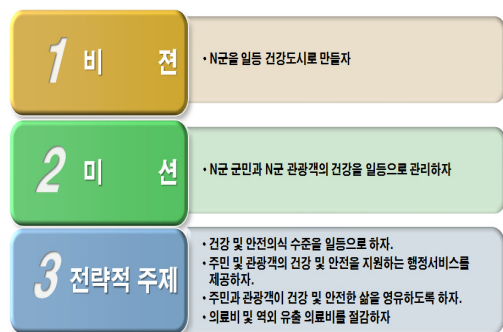 1 비 젼
• N군을 일등 건강도시로 만들자
2 미 션
• N군 군민과 N군 관광객의 건강을 일등으로 관리하자
3 전략적 주제
• 건강 및 안전의식 수준을 일등으로 하자.
• 주민 및 관광객의 건강 및 안전을 지원하는 행정서비스를
제공하자.
• 주민과 관광객이 건강 및 안전한 삶을 영유하도록 하자.
• 의료비 및 역외 유출 의료비를 절감하자